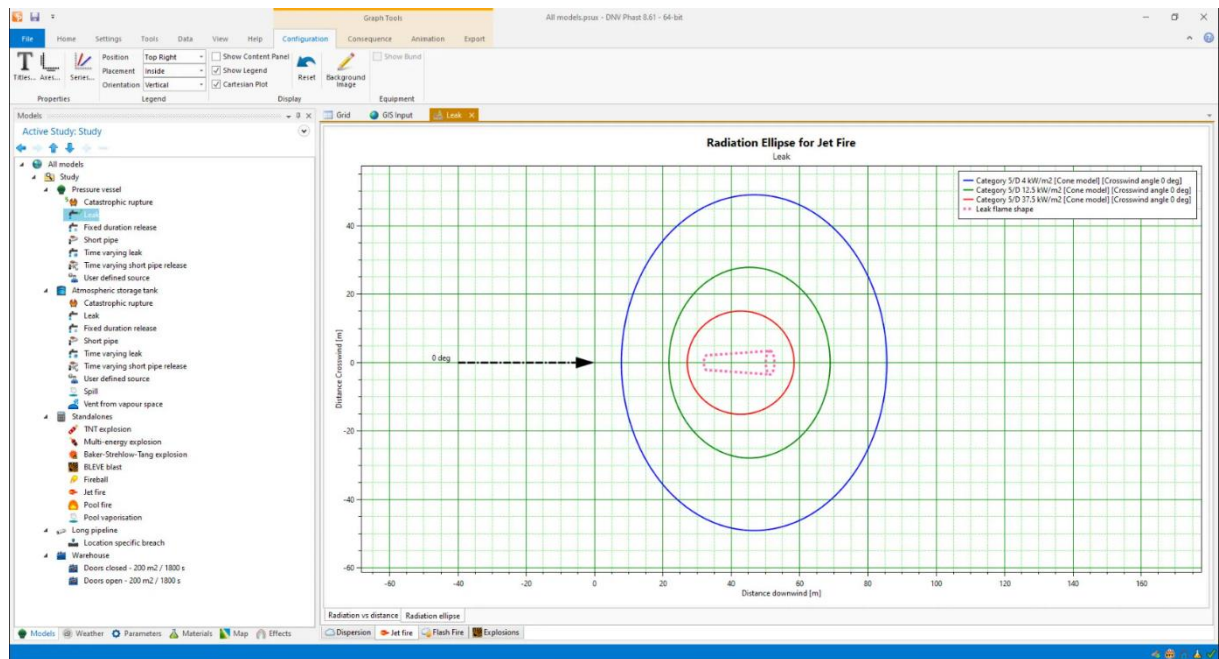 Graph Tools
All models.psus - DNV Phast 8.61 - 64-bit
File Home Settings Tools Data View Help Configuration Consequence Animation Export
Titles... Axes... Series...
Properties
Position Top Right
Placement Inside
Orientation Vertical
Legend
Show Content Panel
Show Legend
Cartesian Plot
Reset
Display
Background Image
Show Bund
Equipment
Models
Active Study: Study
All models
Study
Pressure vessel
Catastrophic rupture
Leak
Fixed duration release
Short pipe
Time varying leak
Time varying short pipe release
User defined source
Atmospheric storage tank
Catastrophic rupture
Leak
Fixed duration release
Short pipe
Time varying leak
Time varying short pipe release
User defined source
Spill
Vent from vapour space
Standalones
TNT explosion
Multi-energy explosion
Baker-Strehlow-Tang explosion
BLEVE blast
Fireball
Jet fire
Pool fire
Pool vaporisation
Long pipeline
Location specific breach
Warehouse
Doors closed - 200 m2 / 1800 s
Doors open - 200 m2 / 1800 s
Models Weather Parameters Materials Map Effects
Grid GIS Input Leak
Radiation Ellipse for Jet Fire
Leak
Category 5/D 4 kW/m2 [Cone model] [Crosswind angle 0 deg]
Category 5/D 12.5 kW/m2 [Cone model] [Crosswind angle 0 deg]
Category 5/D 37.5 kW/m2 [Cone model] [Crosswind angle 0 deg]
Leak flame shape
Distance Crosswind [m]
40
20
0
-20
-40
-60
0 deg
-60 -40 -20 0 20 40 60 80 100 120 140 160
Distance downwind [m]
Radiation vs distance Radiation ellipse
Dispersion Jet fire Flash Fire Explosions